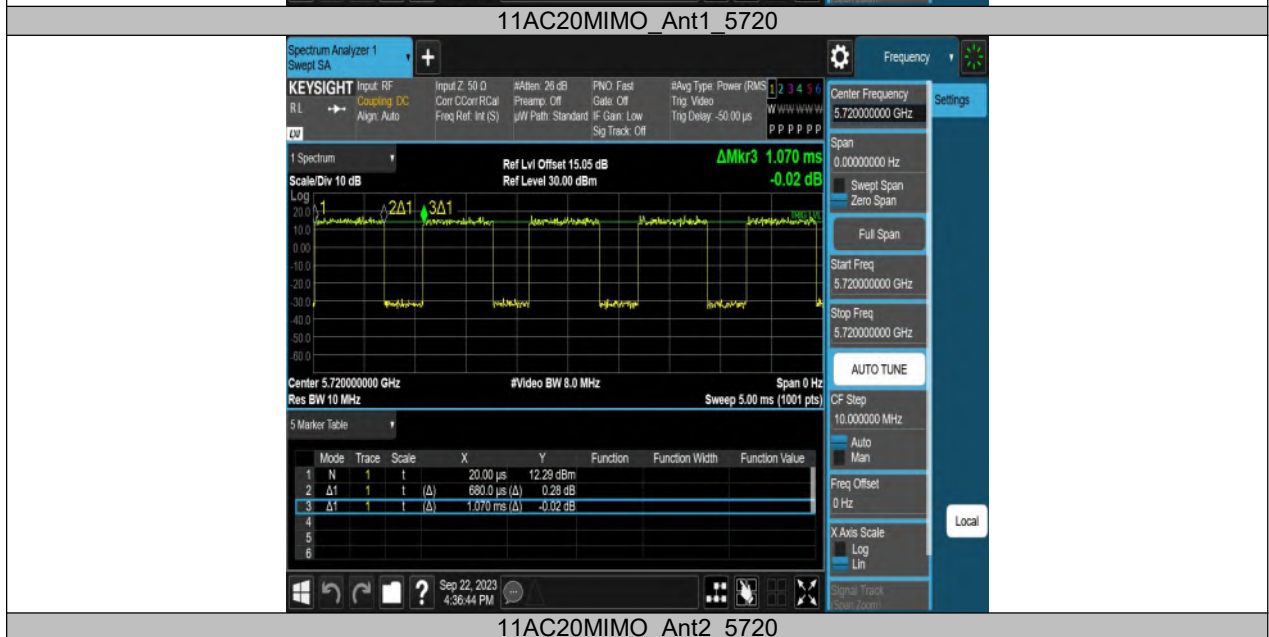 11AC20MIMO_Ant1_5720
Spectrum Analyzer 1
Swept SA
+
Frequency
KEYSIGHT
RL
LXI
Input: RF
Coupling: DC
Align: Auto
Input Z: 50 Ω
Corr CCorr RCal
Freq Ref: Int (S)
#Atten: 26 dB
Preamp: Off
µW Path: Standard
PNO: Fast
Gate: Off
IF Gain: Low
Sig Track: Off
#Avg Type: Power (RMS
Trig: Video
Trig Delay: -50.00 µs
1 2 3 4 5 6
W W W W W W
P P P P P P
Center Frequency
5.720000000 GHz
Settings
1 Spectrum
Scale/Div 10 dB
Ref Lvl Offset 15.05 dB
Ref Level 30.00 dBm
ΔMkr3 1.070 ms
-0.02 dB
Span
0.00000000 Hz
Swept Span
Zero Span
Full Span
Log
20.0
10.0
0.00
-10.0
-20.0
-30.0
-40.0
-50.0
-60.0
1
2Δ1
3Δ1
TRIG LVL
Start Freq
5.720000000 GHz
Stop Freq
5.720000000 GHz
AUTO TUNE
Center 5.720000000 GHz
#Video BW 8.0 MHz
Span 0 Hz
Res BW 10 MHz
Sweep 5.00 ms (1001 pts)
CF Step
10.000000 MHz
Auto
Man
5 Marker Table
Mode Trace Scale X Y Function Function Width Function Value
1 N 1 t 20.00 µs 12.29 dBm
2 Δ1 1 t (Δ) 680.0 µs (Δ) 0.28 dB
3 Δ1 1 t (Δ) 1.070 ms (Δ) -0.02 dB
4
5
6
Freq Offset
0 Hz
X Axis Scale
Log
Lin
Local
Signal Track
(Span Zoom)
?
Sep 22, 2023
4:36:44 PM
11AC20MIMO_Ant2_5720